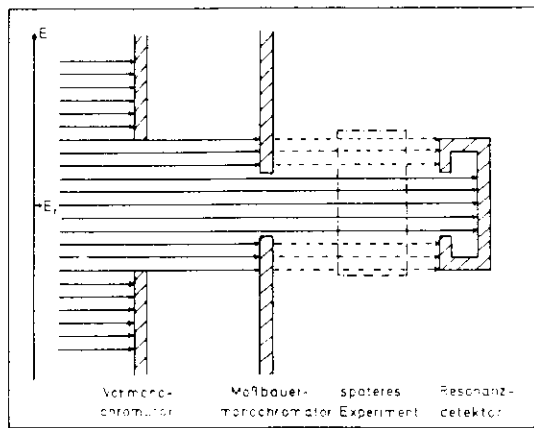 E
E_r
Vormono-
chromator
Moßbauer-
monochromator
spateres
Experiment
Resonanz-
detektor